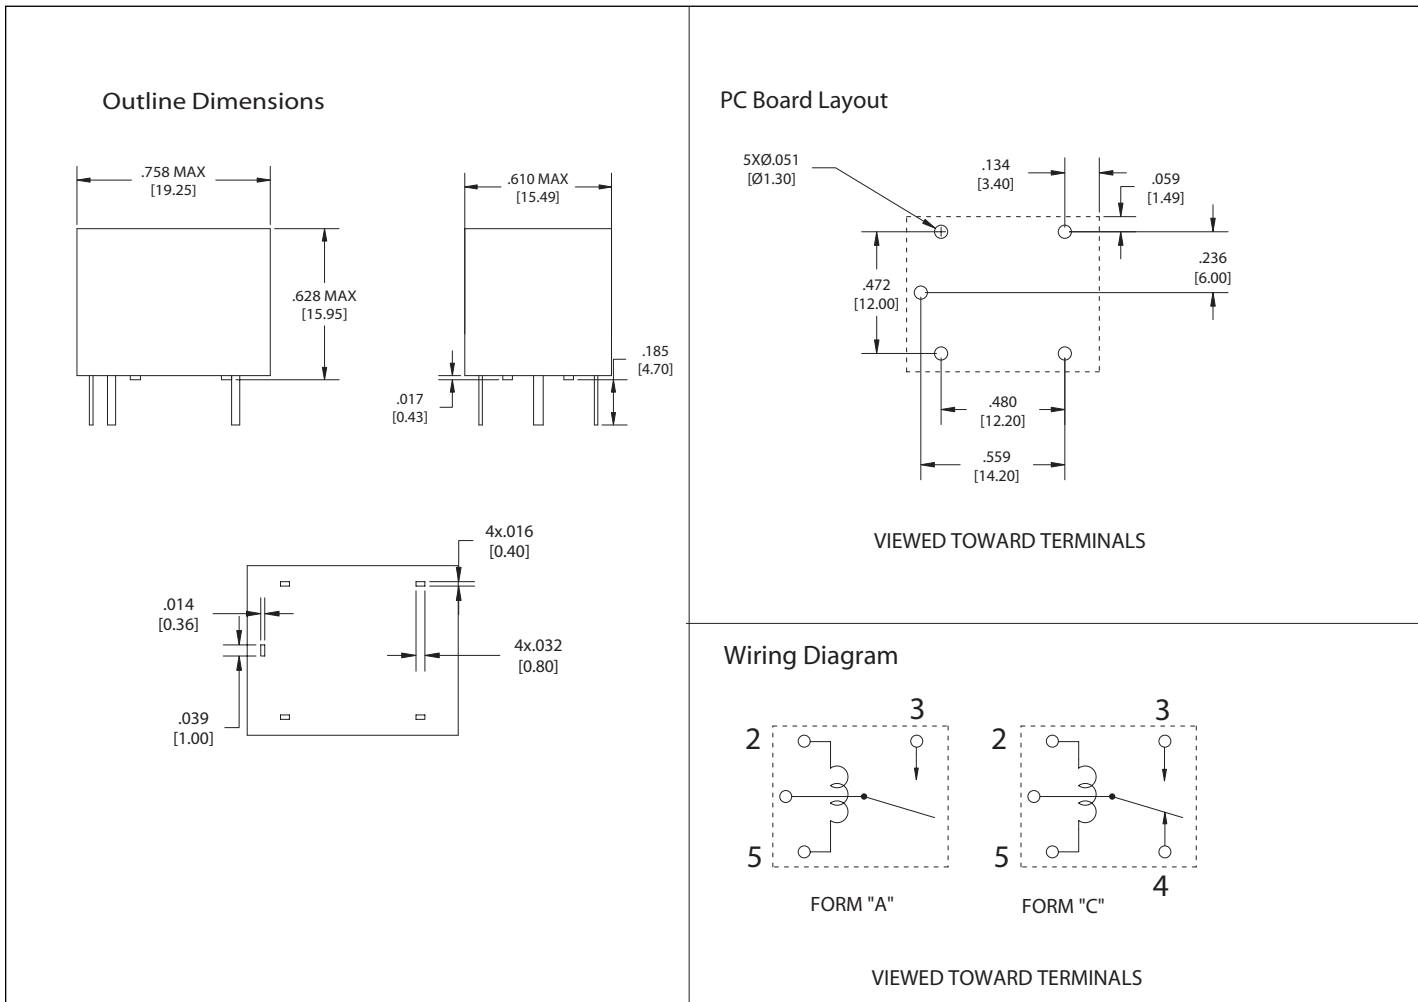 Outline Dimensions
.758 MAX
[19.25]
.610 MAX
[15.49]
.628 MAX
[15.95]
.017
[0.43]
.185
[4.70]
4x.016
[0.40]
.014
[0.36]
4x.032
[0.80]
.039
[1.00]
PC Board Layout
5XØ.051
[Ø1.30]
.134
[3.40]
.059
[1.49]
.472
[12.00]
.236
[6.00]
.480
[12.20]
.559
[14.20]
VIEWED TOWARD TERMINALS
Wiring Diagram
2
3
5
FORM "A"
2
3
5
4
FORM "C"
VIEWED TOWARD TERMINALS